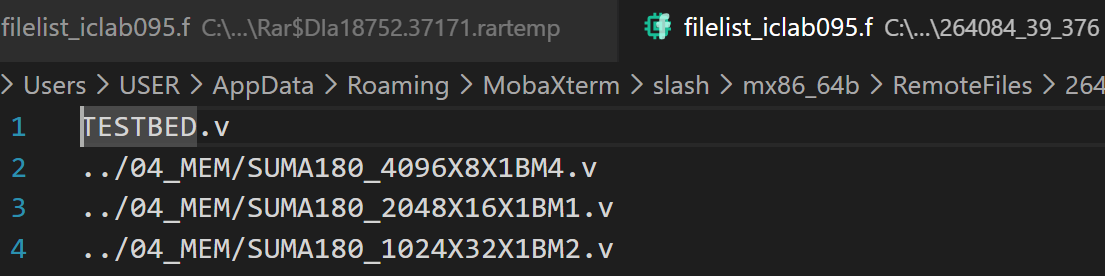 filelist_iclab095.f C:\...\Rar$DIa18752.37171.rartemp filelist_iclab095.f C:\...\264084_39_376
> Users > USER > AppData > Roaming > MobaXterm > slash > mx86_64b > RemoteFiles > 264
1 TESTBED.v
2 ../04_MEM/SUMA180_4096X8X1BM4.v
3 ../04_MEM/SUMA180_2048X16X1BM1.v
4 ../04_MEM/SUMA180_1024X32X1BM2.v